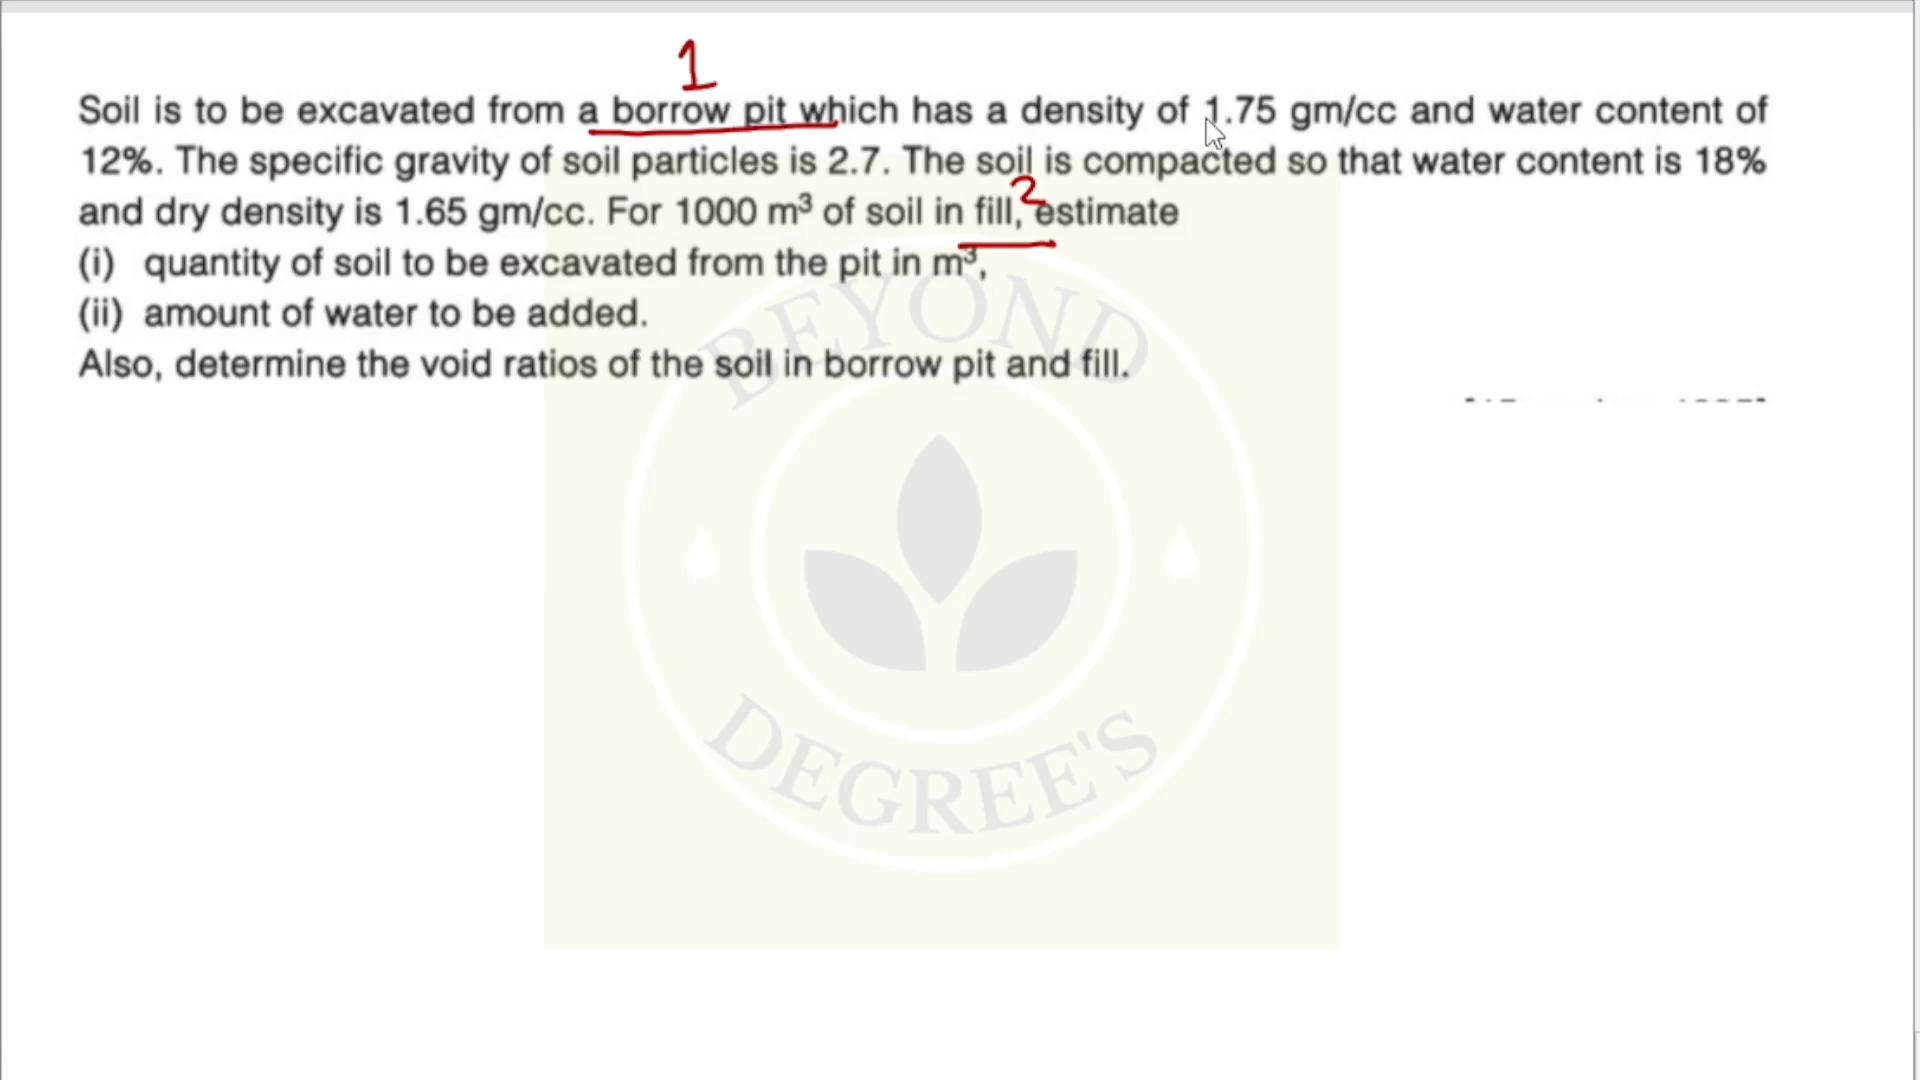 1
Soil is to be excavated from a borrow pit which has a density of 1.75 gm/cc and water content of
12%. The specific gravity of soil particles is 2.7. The soil is compacted so that water content is 18%
2
and dry density is 1.65 gm/cc. For 1000 m³ of soil in fill, estimate
(i) quantity of soil to be excavated from the pit in m³,
(ii) amount of water to be added.
Also, determine the void ratios of the soil in borrow pit and fill.
BEYOND
DEGREE'S